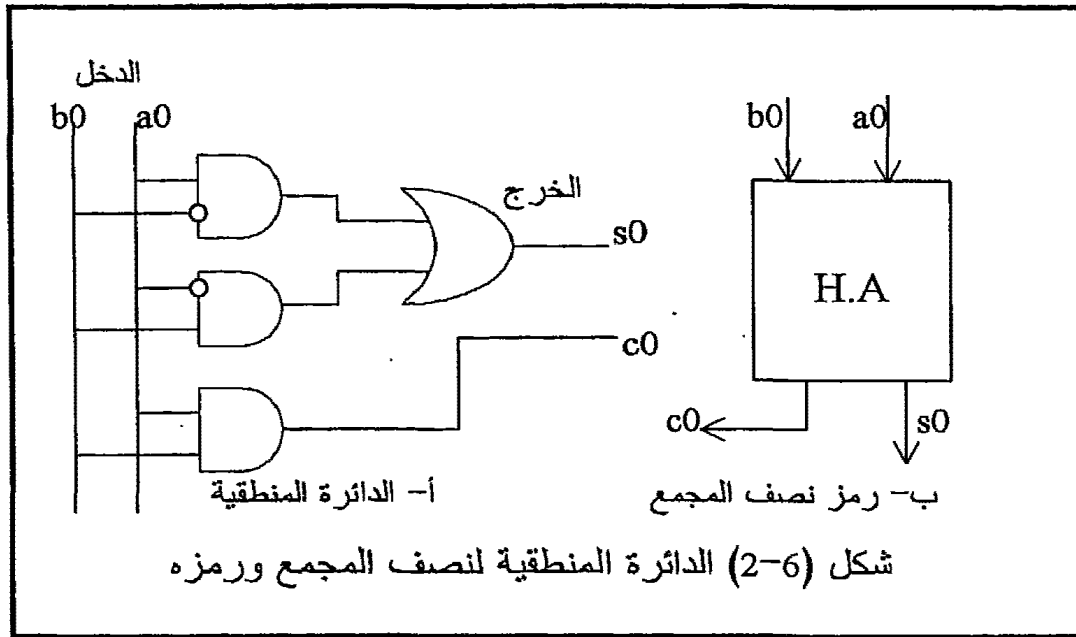 الدخل
b0 a0
الخرج
s0
c0
أ- الدائرة المنطقية
b0 a0
H.A
c0 s0
ب- رمز نصف المجمع
شكل (6-2) الدائرة المنطقية لنصف المجمع ورمزه